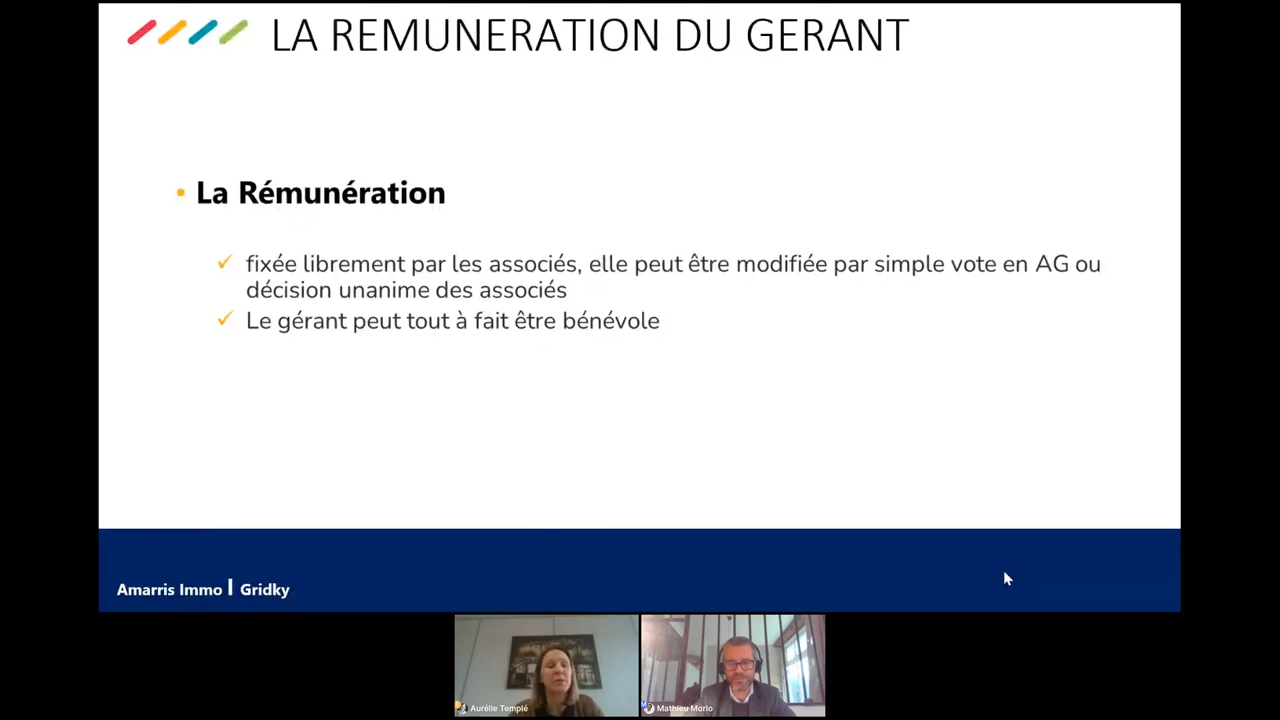 LA REMUNERATION DU GERANT
La Rémunération
fixée librement par les associés, elle peut être modifiée par simple vote en AG ou
décision unanime des associés
Le gérant peut tout à fait être bénévole
Amarris Immo | Gridky
Aurélie Templé
Mathieu Morio